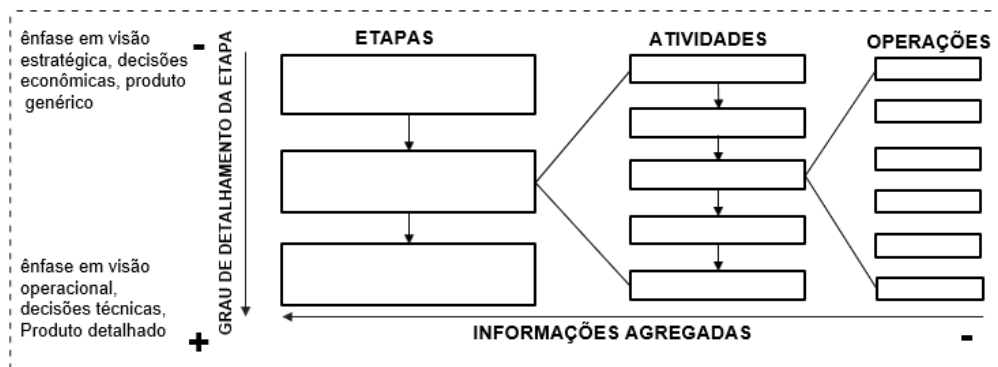 ênfase em visão
estratégica, decisões
econômicas, produto
genérico
-
GRAU DE DETALHAMENTO DA ETAPA
ETAPAS
ATIVIDADES
OPERAÇÕES
ênfase em visão
operacional,
decisões técnicas,
Produto detalhado
+
INFORMAÇÕES AGREGADAS
-